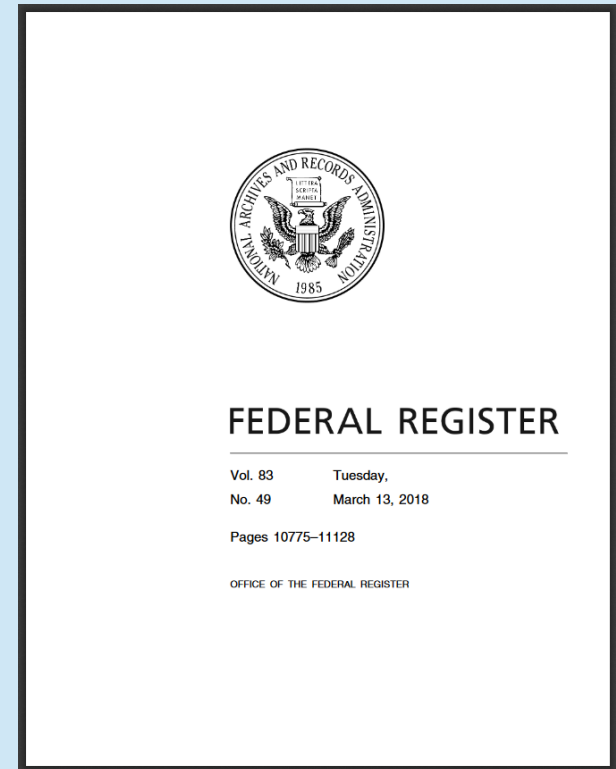 NATIONAL ARCHIVES AND RECORDS ADMINISTRATION
LITTERA
SCRIPTA
MANET
1985
FEDERAL REGISTER
Vol. 83 Tuesday,
No. 49 March 13, 2018
Pages 10775–11128
OFFICE OF THE FEDERAL REGISTER